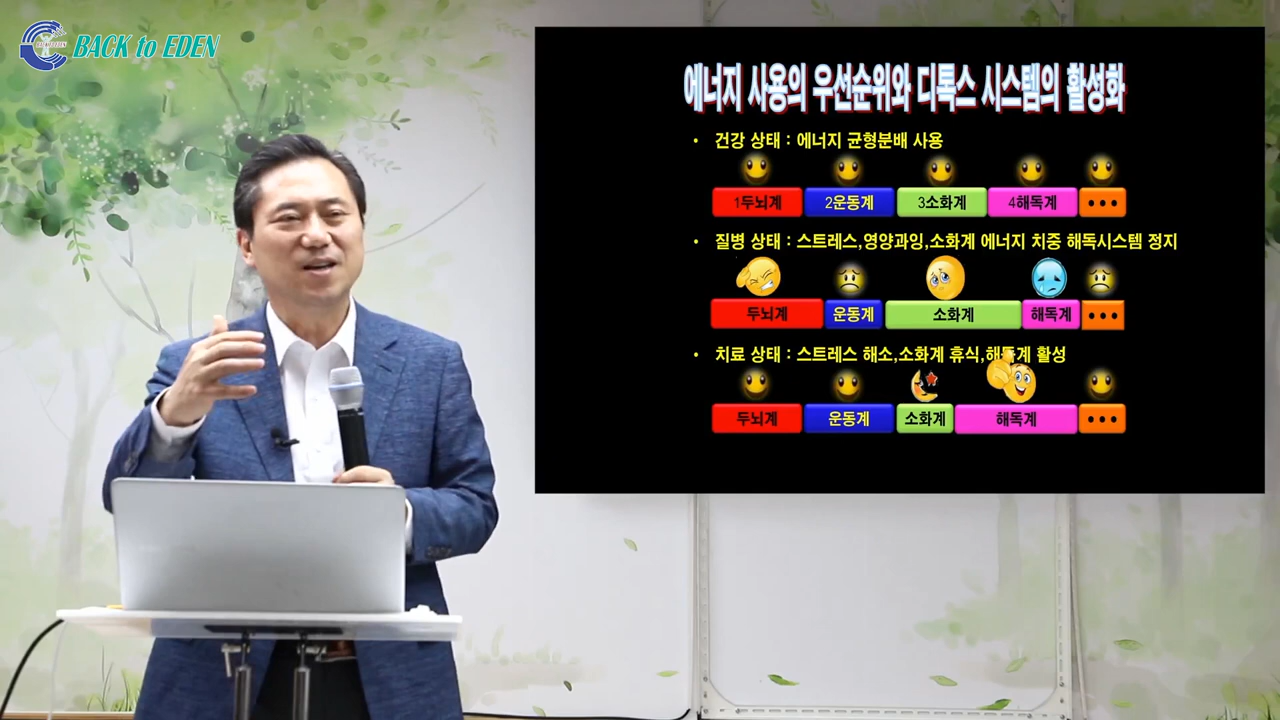 BACK to EDEN
에너지 사용의 우선순위와 디톡스 시스템의 활성화
• 건강 상태 : 에너지 균형분배 사용
1두뇌계 2운동계 3소화계 4해독계 •••
• 질병 상태 : 스트레스,영양과잉,소화계 에너지 치중 해독시스템 정지
두뇌계 운동계 소화계 해독계 •••
• 치료 상태 : 스트레스 해소,소화계 휴식,해독계 활성
두뇌계 운동계 소화계 해독계 •••